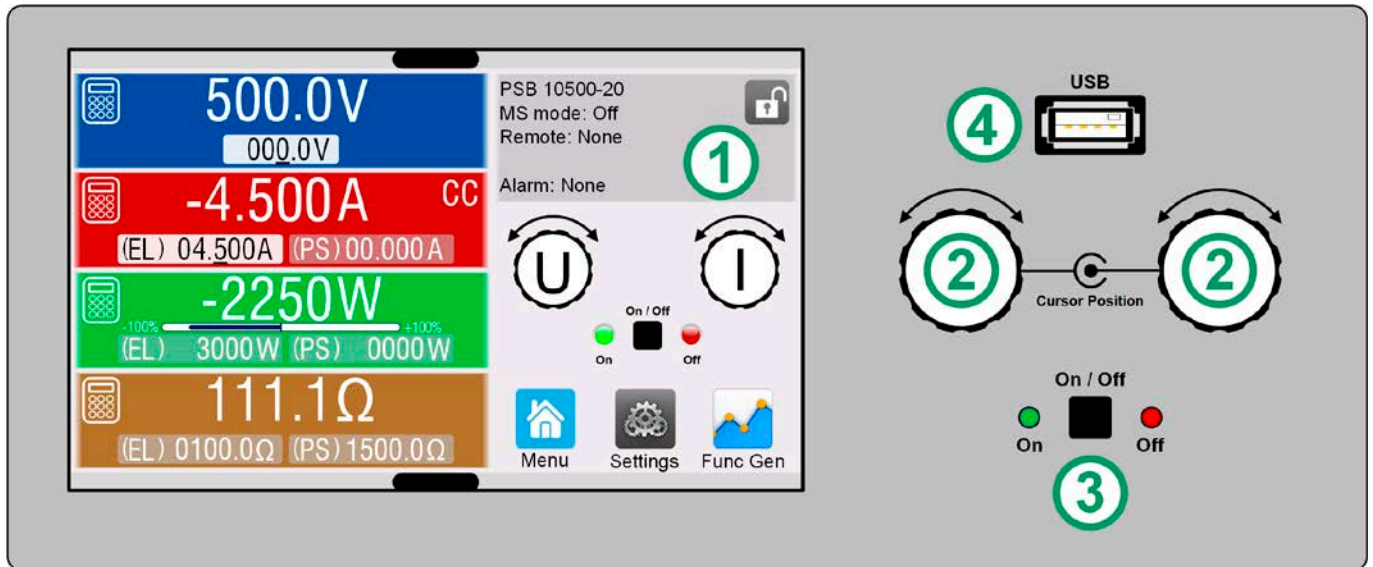 500.0V
000.0V
-4.500A CC
(EL) 04.500A (PS) 00.000A
-2250W
-100% +100%
(EL) 3000W (PS) 0000W
111.1Ω
(EL) 0100.0Ω (PS) 1500.0Ω
PSB 10500-20
MS mode: Off
Remote: None
Alarm: None
1
U I
On / Off
On Off
Menu Settings Func Gen
USB
4
2 2
Cursor Position
On / Off
On Off
3